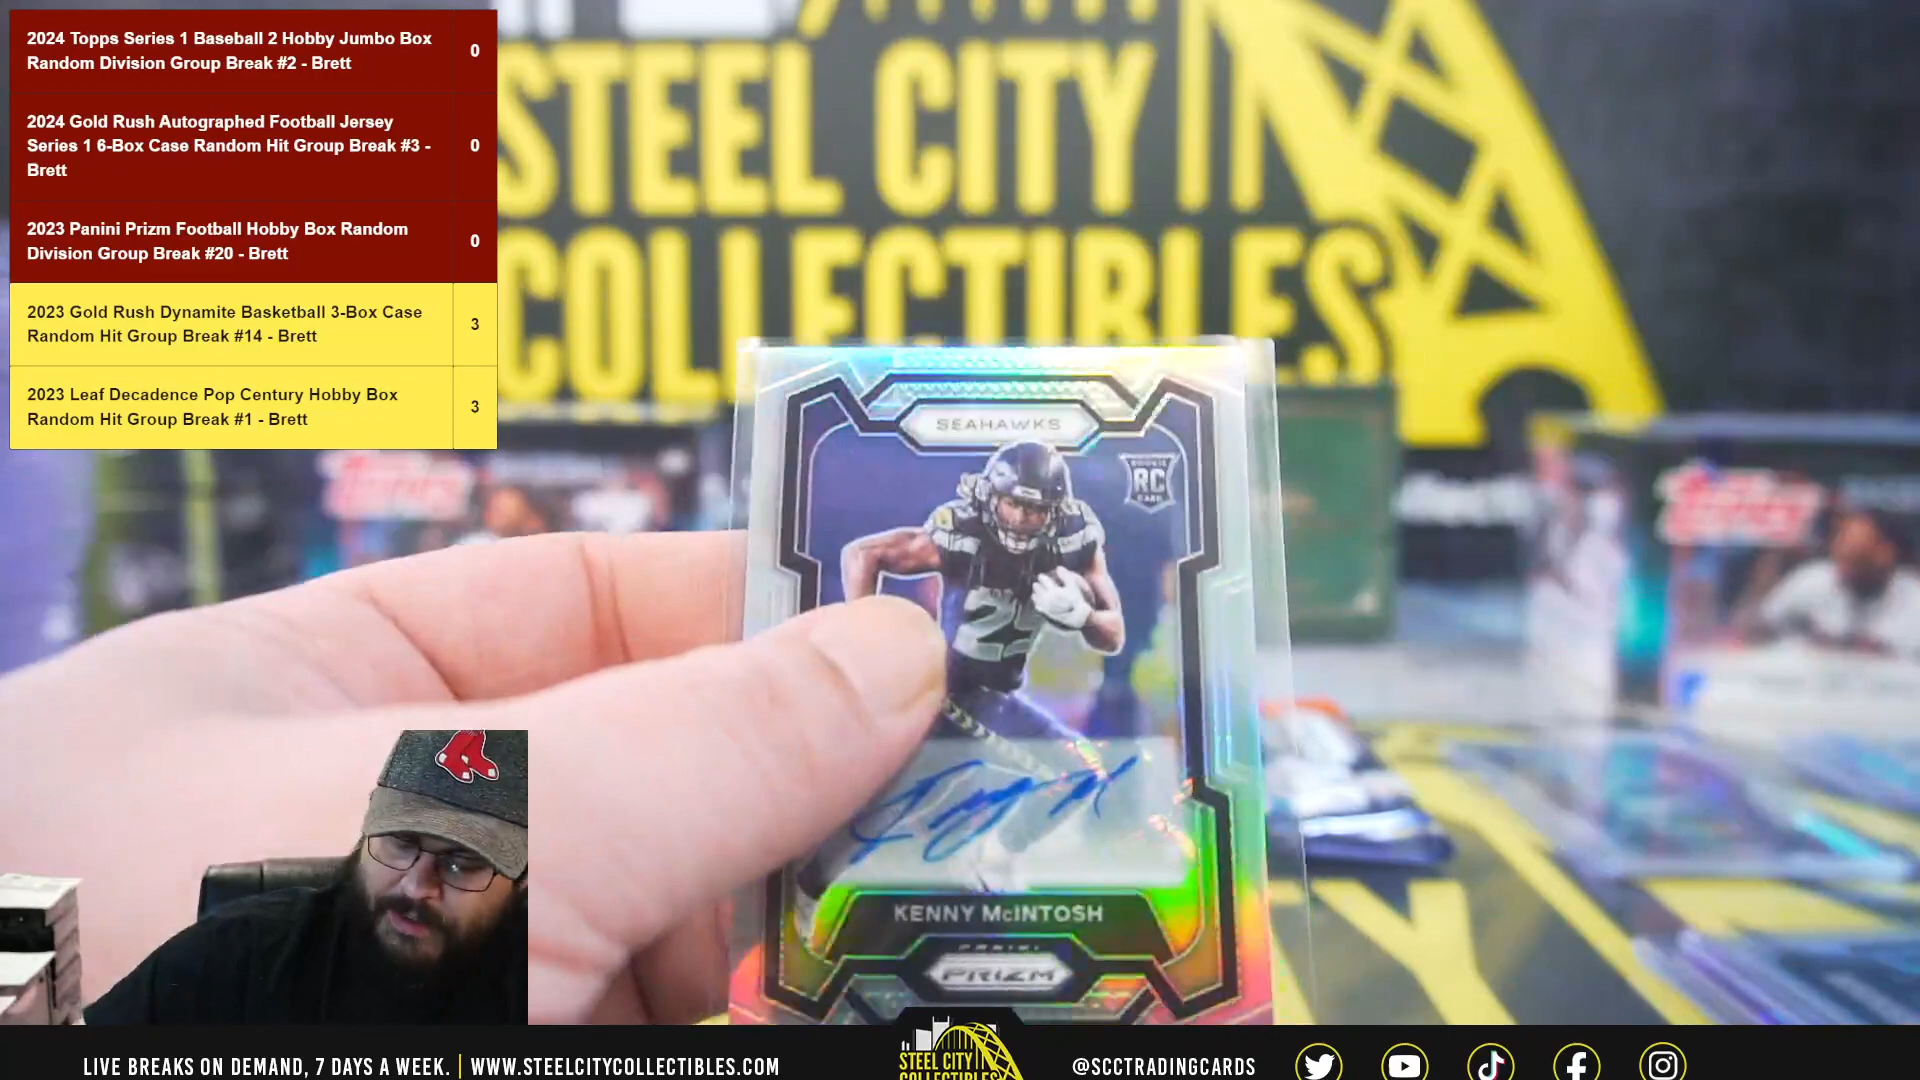 2024 Topps Series 1 Baseball 2 Hobby Jumbo Box
Random Division Group Break #2 - Brett
0
2024 Gold Rush Autographed Football Jersey
Series 1 6-Box Case Random Hit Group Break #3 -
Brett
0
2023 Panini Prizm Football Hobby Box Random
Division Group Break #20 - Brett
0
2023 Gold Rush Dynamite Basketball 3-Box Case
Random Hit Group Break #14 - Brett
3
2023 Leaf Decadence Pop Century Hobby Box
Random Hit Group Break #1 - Brett
3
STEEL CITY
COLLECTIBLES
SEAHAWKS
ROOKIE
RC
CARD
KENNY McINTOSH
PANINI
PRIZM
LIVE BREAKS ON DEMAND, 7 DAYS A WEEK. | WWW.STEELCITYCOLLECTIBLES.COM
STEEL CITY
COLLECTIBLES
@SCCTRADINGCARDS